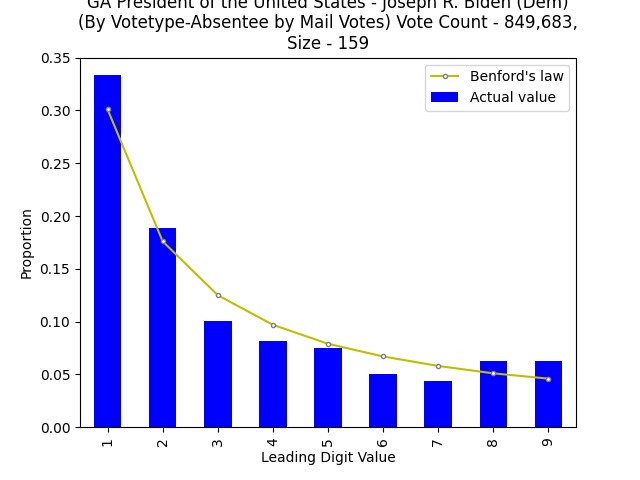 GA President of the United States - Joseph R. Biden (Dem)
(By Votetype-Absentee by Mail Votes) Vote Count - 849,683,
Size - 159
0.35
0.30
0.25
0.20
0.15
0.10
0.05
0.00
Proportion
Benford's law
Actual value
1
2
3
4
5
6
7
8
9
Leading Digit Value